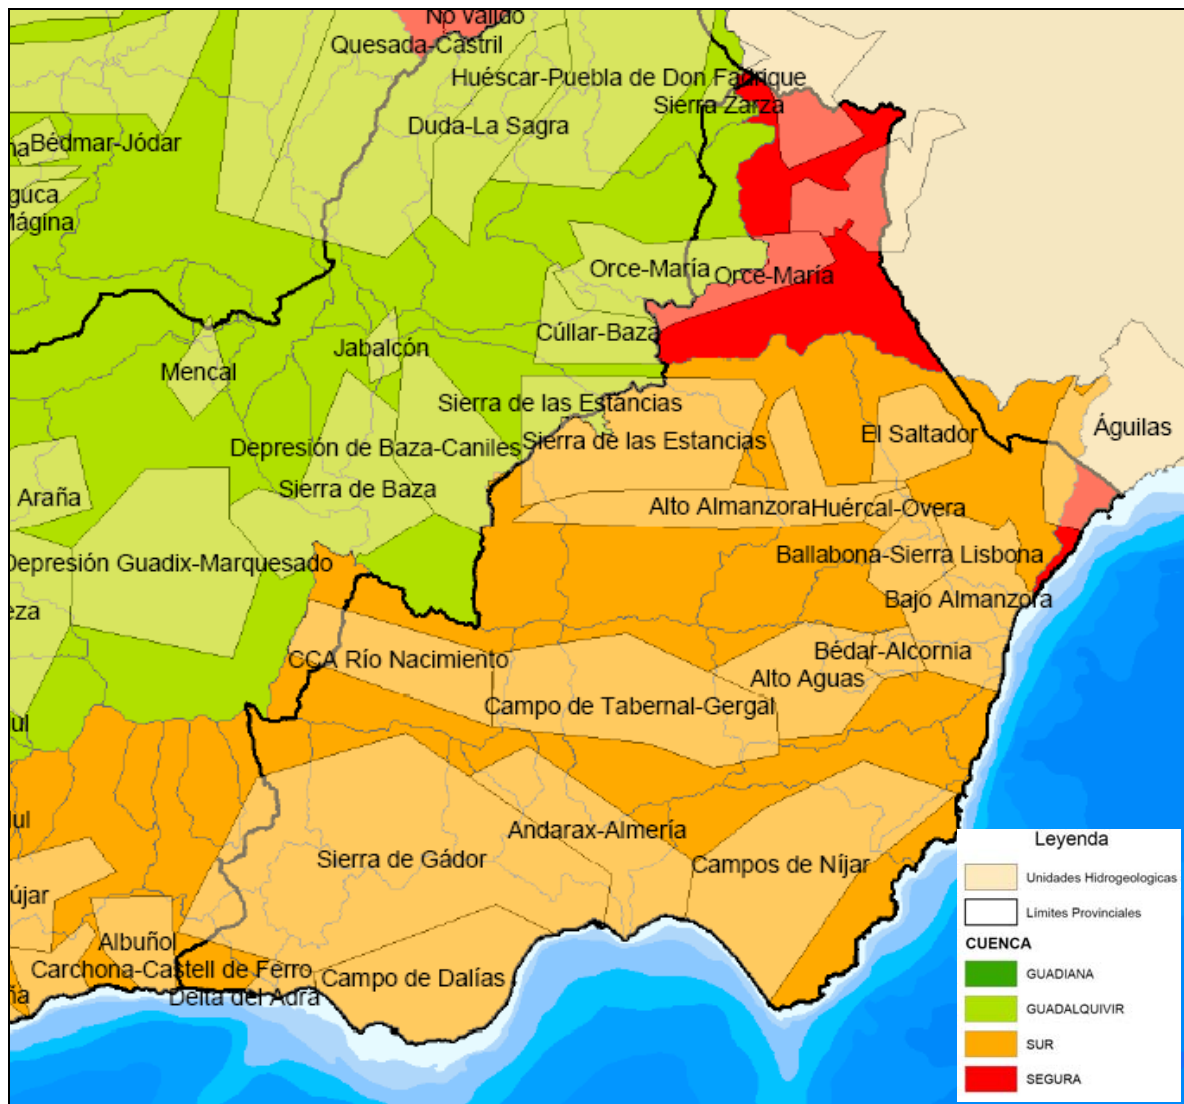 No válido
Quesada-Castril
Huéscar-Puebla de Don Fadrique
Sierra Zarza
Duda-La Sagra
Bédmar-Jódar
Mágina
Orce-María
Orce-María
Cúllar-Baza
Jabalcón
Mencal
Sierra de las Estancias
Águilas
El Saltador
Sierra de las Estancias
Depresión de Baza-Caniles
Sierra de Baza
Araña
Alto Almanzora
Huércal-Overa
Ballabona-Sierra Lisbona
Depresión Guadix-Marquesado
Bajo Almanzora
Bédar-Alcornia
CCA Río Nacimiento
Alto Aguas
Campo de Tabernal-Gergal
Andarax-Almería
Sierra de Gádor
Campos de Níjar
Albuñol
Carchona-Castell de Ferro
Campo de Dalías
Delta del Adra
Leyenda
Unidades Hidrogeologicas
Límites Provinciales
CUENCA
GUADIANA
GUADALQUIVIR
SUR
SEGURA